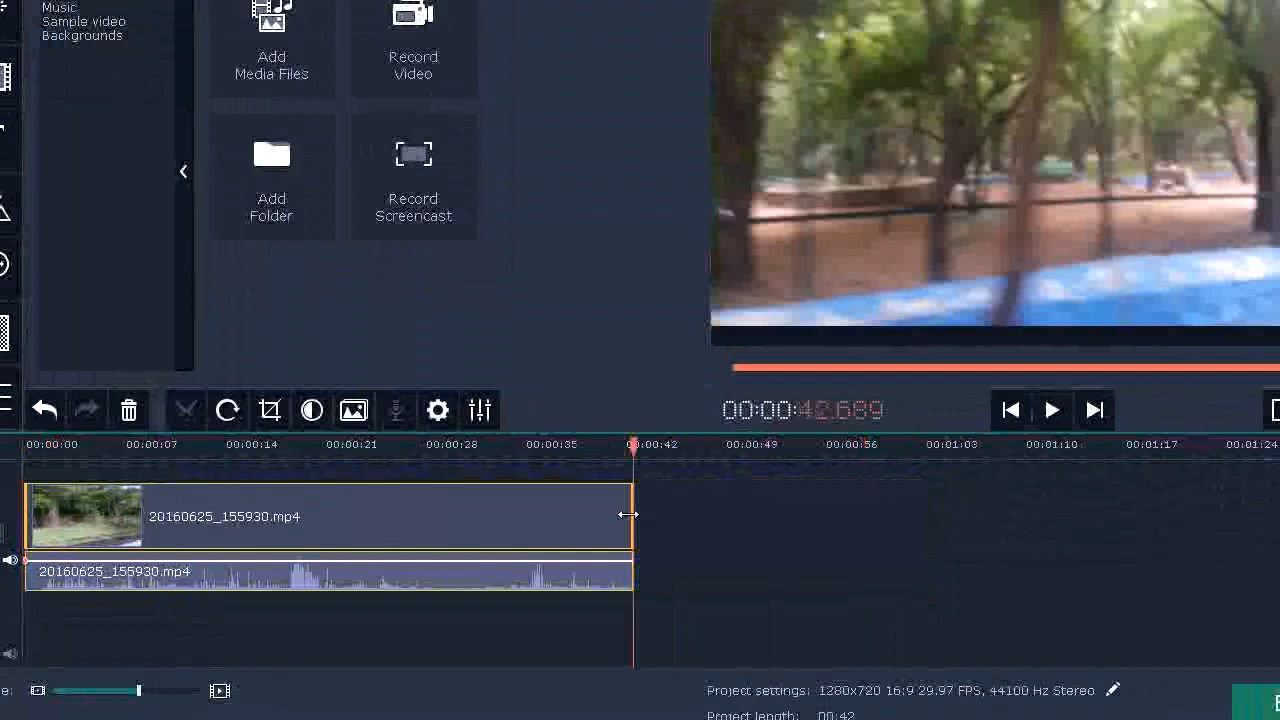 Music
Sample video
Backgrounds
Add
Media Files
Record
Video
Add
Folder
Record
Screencast
00:00:42.689
00:00:00 00:00:07 00:00:14 00:00:21 00:00:28 00:00:35 00:00:42 00:00:49 00:00:56 00:01:03 00:01:10 00:01:17 00:01:24
20160625_155930.mp4
20160625_155930.mp4
Project settings: 1280x720 16:9 29.97 FPS, 44100 Hz Stereo
Project length: 00:42